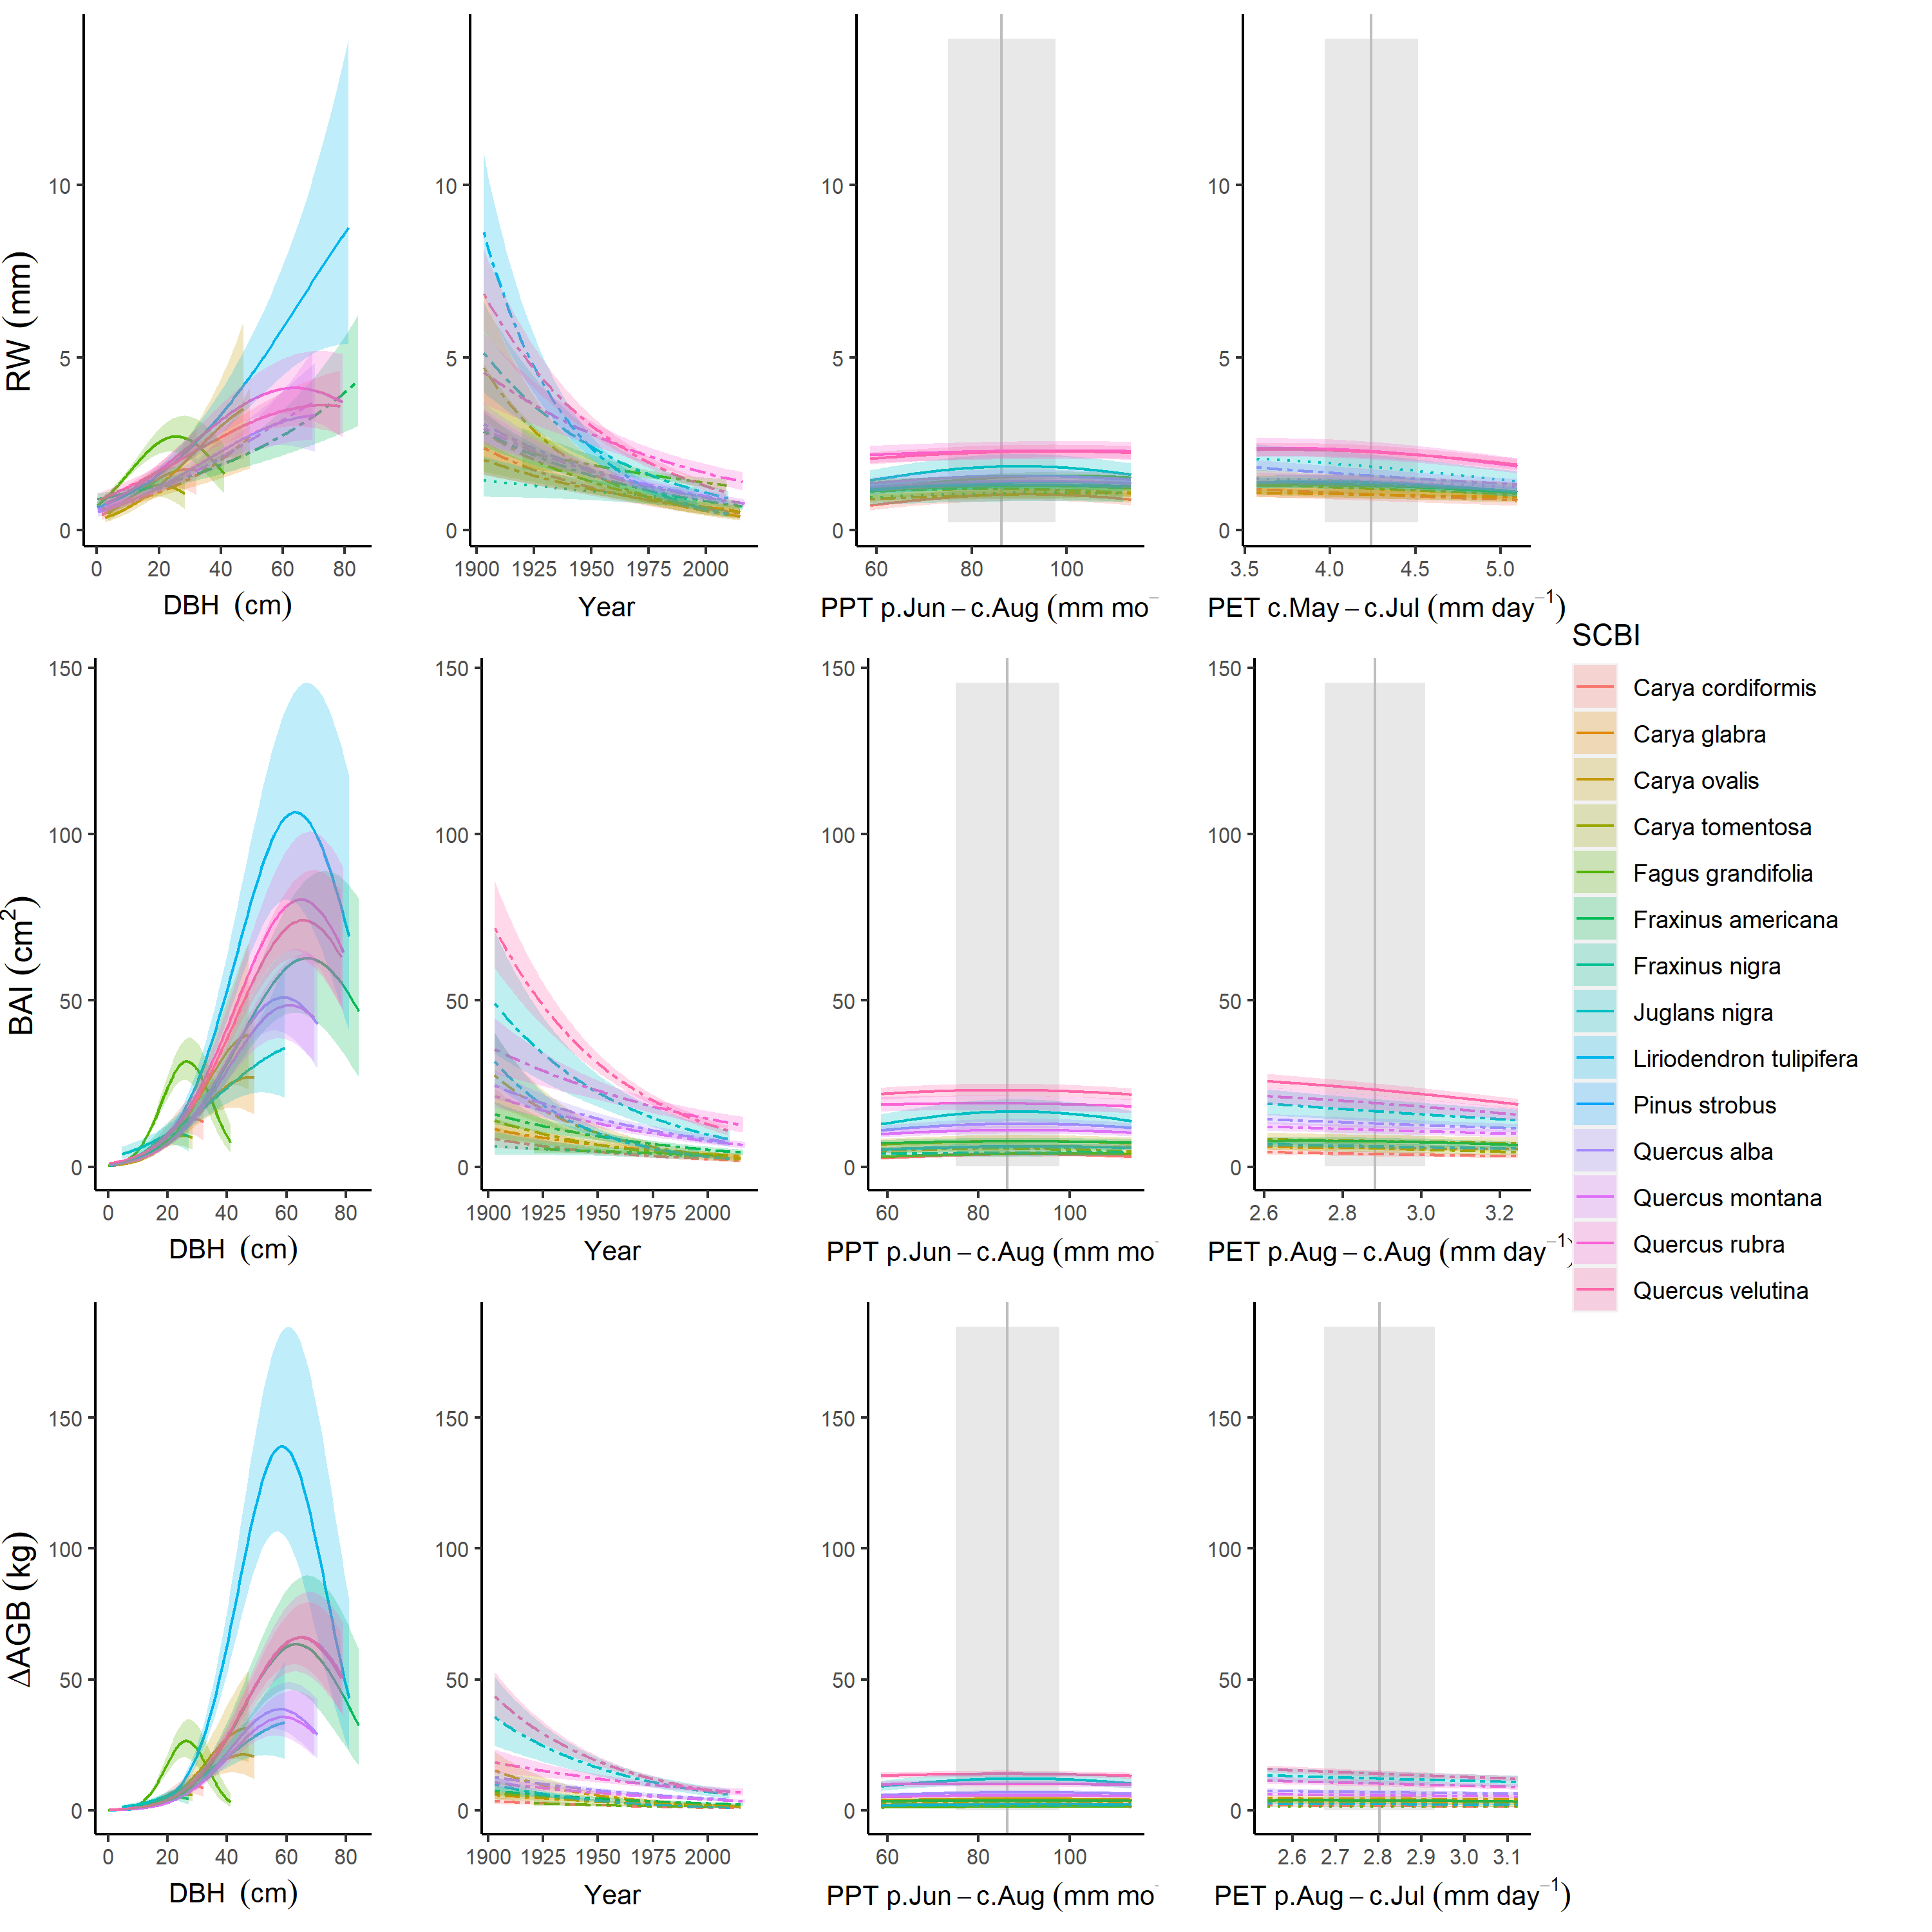 RW (mm)
10
5
0
0 20 40 60 80
DBH (cm)
10
5
0
1900 1925 1950 1975 2000
Year
10
5
0
60 80 100
PPT p.Jun−c.Aug (mm mo⁻
10
5
0
3.5 4.0 4.5 5.0
PET c.May−c.Jul (mm day⁻¹)
BAI (cm²)
150
100
50
0
0 20 40 60 80
DBH (cm)
150
100
50
0
1900 1925 1950 1975 2000
Year
150
100
50
0
60 80 100
PPT p.Jun−c.Aug (mm mo⁻
150
100
50
0
2.6 2.8 3.0 3.2
PET p.Aug−c.Aug (mm day⁻¹)
SCBI
Carya cordiformis
Carya glabra
Carya ovalis
Carya tomentosa
Fagus grandifolia
Fraxinus americana
Fraxinus nigra
Juglans nigra
Liriodendron tulipifera
Pinus strobus
Quercus alba
Quercus montana
Quercus rubra
Quercus velutina
ΔAGB (kg)
150
100
50
0
0 20 40 60 80
DBH (cm)
150
100
50
0
1900 1925 1950 1975 2000
Year
150
100
50
0
60 80 100
PPT p.Jun−c.Aug (mm mo⁻
150
100
50
0
2.6 2.7 2.8 2.9 3.0 3.1
PET p.Aug−c.Jul (mm day⁻¹)